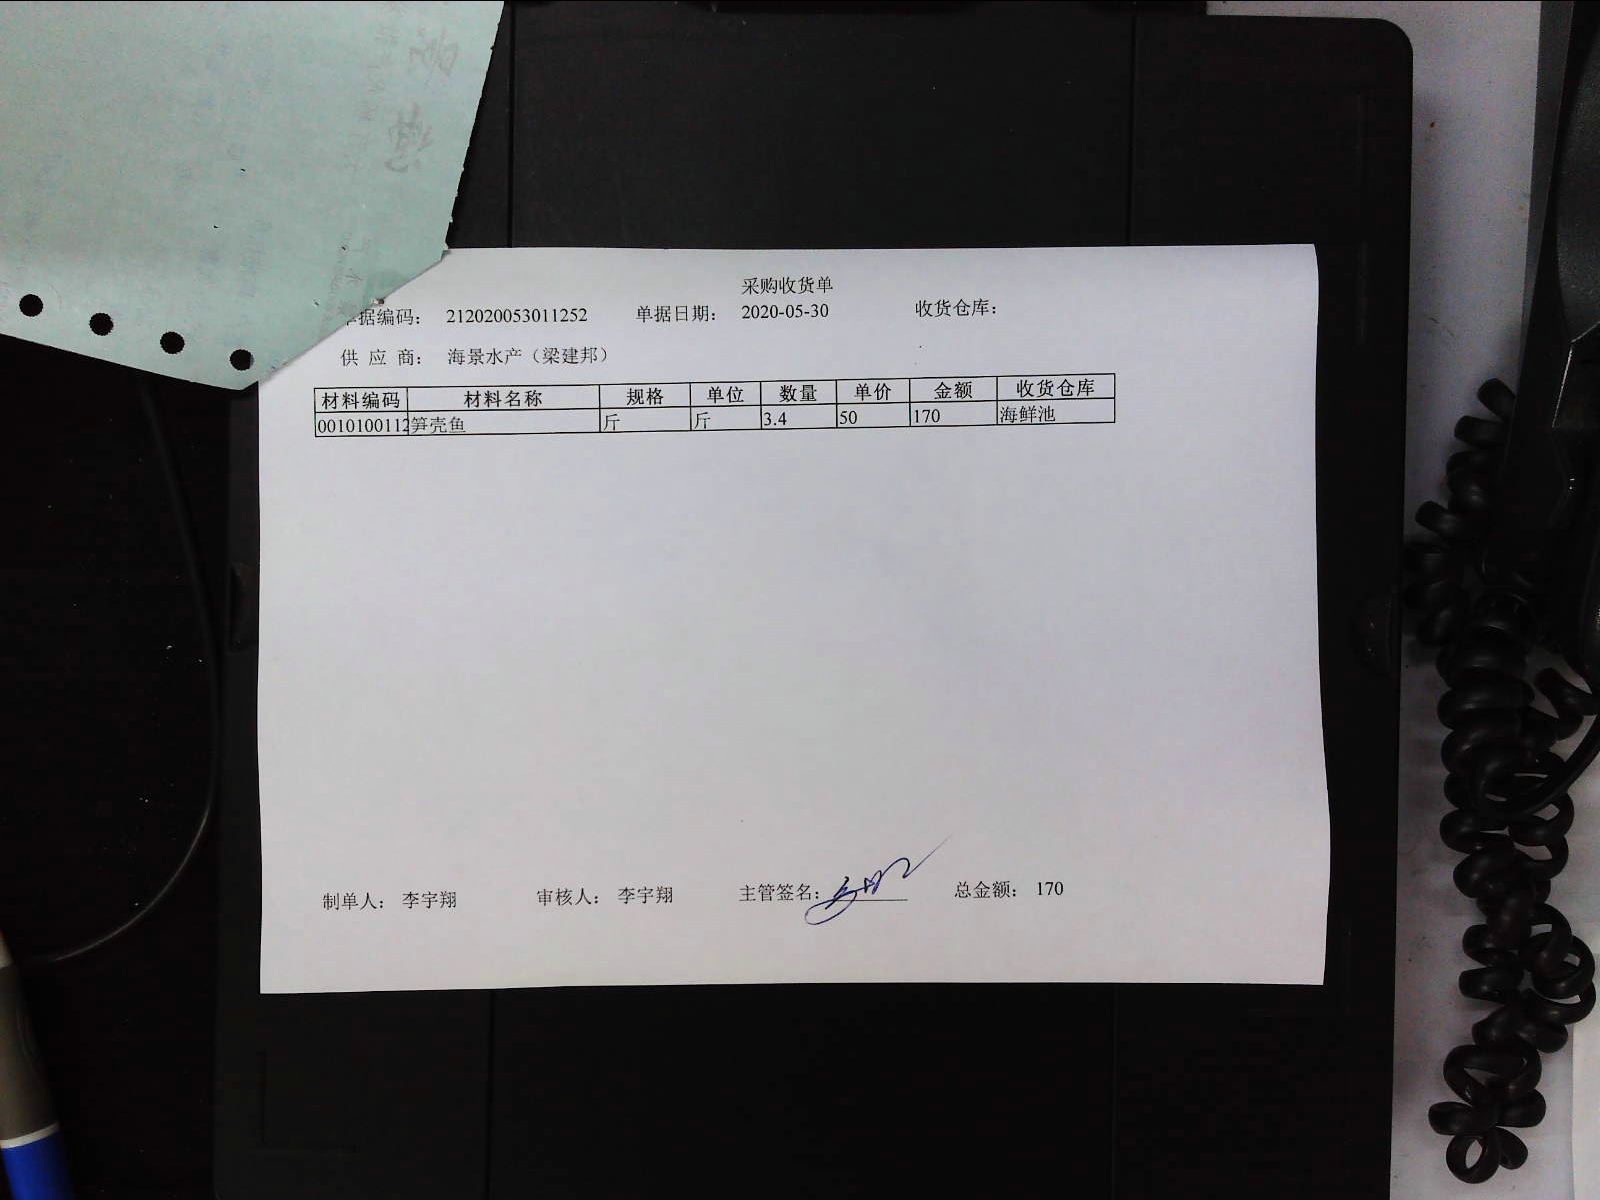 采购收货单
单据编码： 212020053011252 单据日期： 2020-05-30 收货仓库：
供 应 商： 海景水产（梁建邦）
材料编码 材料名称 规格 单位 数量 单价 金额 收货仓库
0010100112 笋壳鱼 斤 斤 3.4 50 170 海鲜池
制单人： 李宇翔 审核人： 李宇翔 主管签名： 总金额： 170